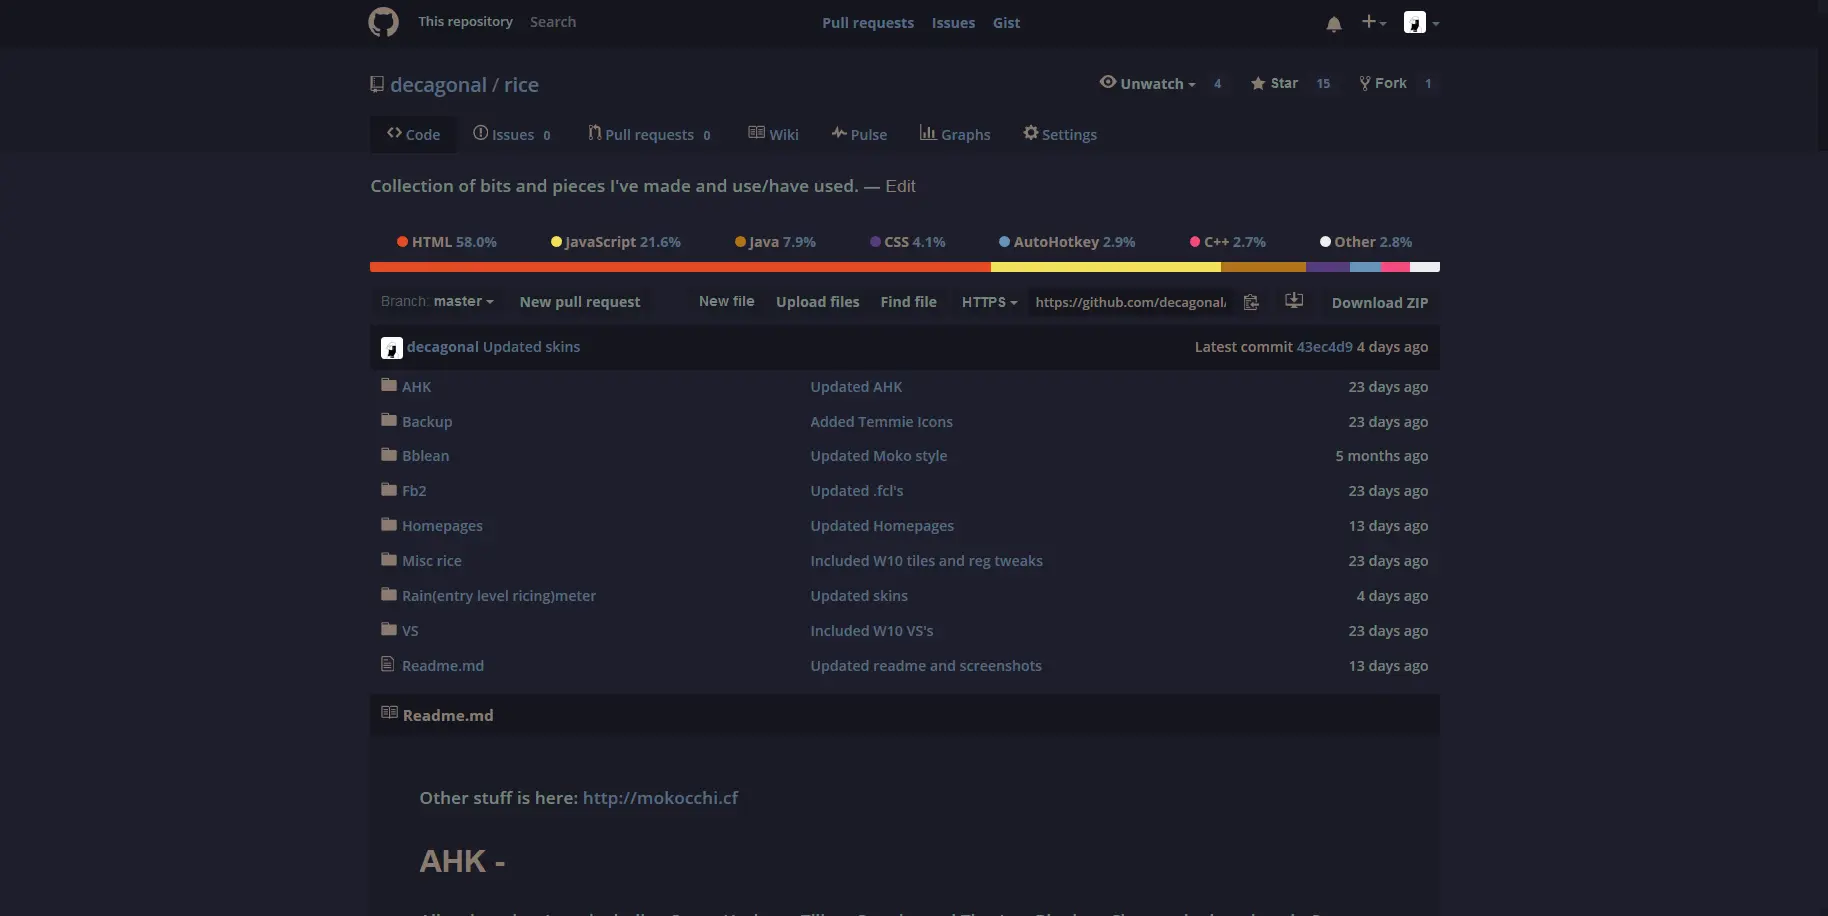 This repository Search Pull requests Issues Gist
decagonal / rice Unwatch 4 Star 15 Fork 1
Code Issues 0 Pull requests 0 Wiki Pulse Graphs Settings
Collection of bits and pieces I've made and use/have used. — Edit
HTML 58.0% JavaScript 21.6% Java 7.9% CSS 4.1% AutoHotkey 2.9% C++ 2.7% Other 2.8%
Branch: master New pull request New file Upload files Find file HTTPS https://github.com/decagonal/ Download ZIP
decagonal Updated skins Latest commit 43ec4d9 4 days ago
AHK Updated AHK 23 days ago
Backup Added Temmie Icons 23 days ago
Bblean Updated Moko style 5 months ago
Fb2 Updated .fcl's 23 days ago
Homepages Updated Homepages 13 days ago
Misc rice Included W10 tiles and reg tweaks 23 days ago
Rain(entry level ricing)meter Updated skins 4 days ago
VS Included W10 VS's 23 days ago
Readme.md Updated readme and screenshots 13 days ago
Readme.md
Other stuff is here: http://mokocchi.cf
AHK -